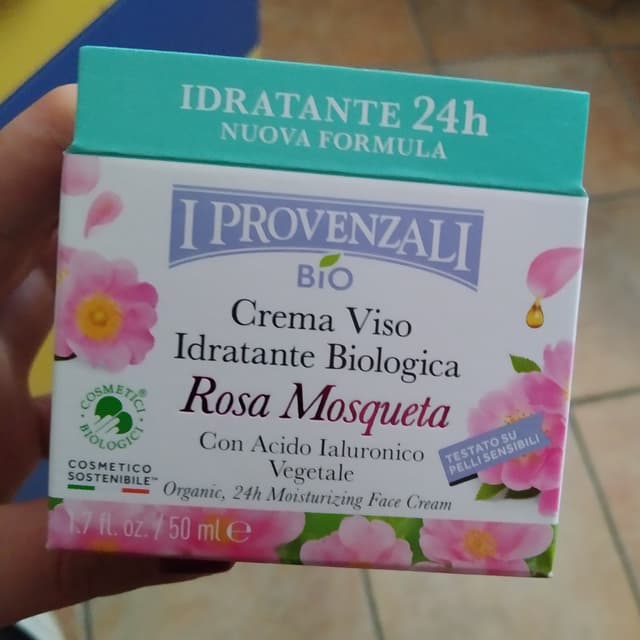 IDRATANTE 24h
NUOVA FORMULA
I PROVENZALI
BIO
Crema Viso
Idratante Biologica
Rosa Mosqueta
Con Acido Ialuronico
Vegetale
Organic, 24h Moisturizing Face Cream
COSMETICI
BIOLOGICI
®
COSMETICO
SOSTENIBILE™
TESTATO SU
PELLI SENSIBILI
1.7 fl. oz. / 50 ml ℮